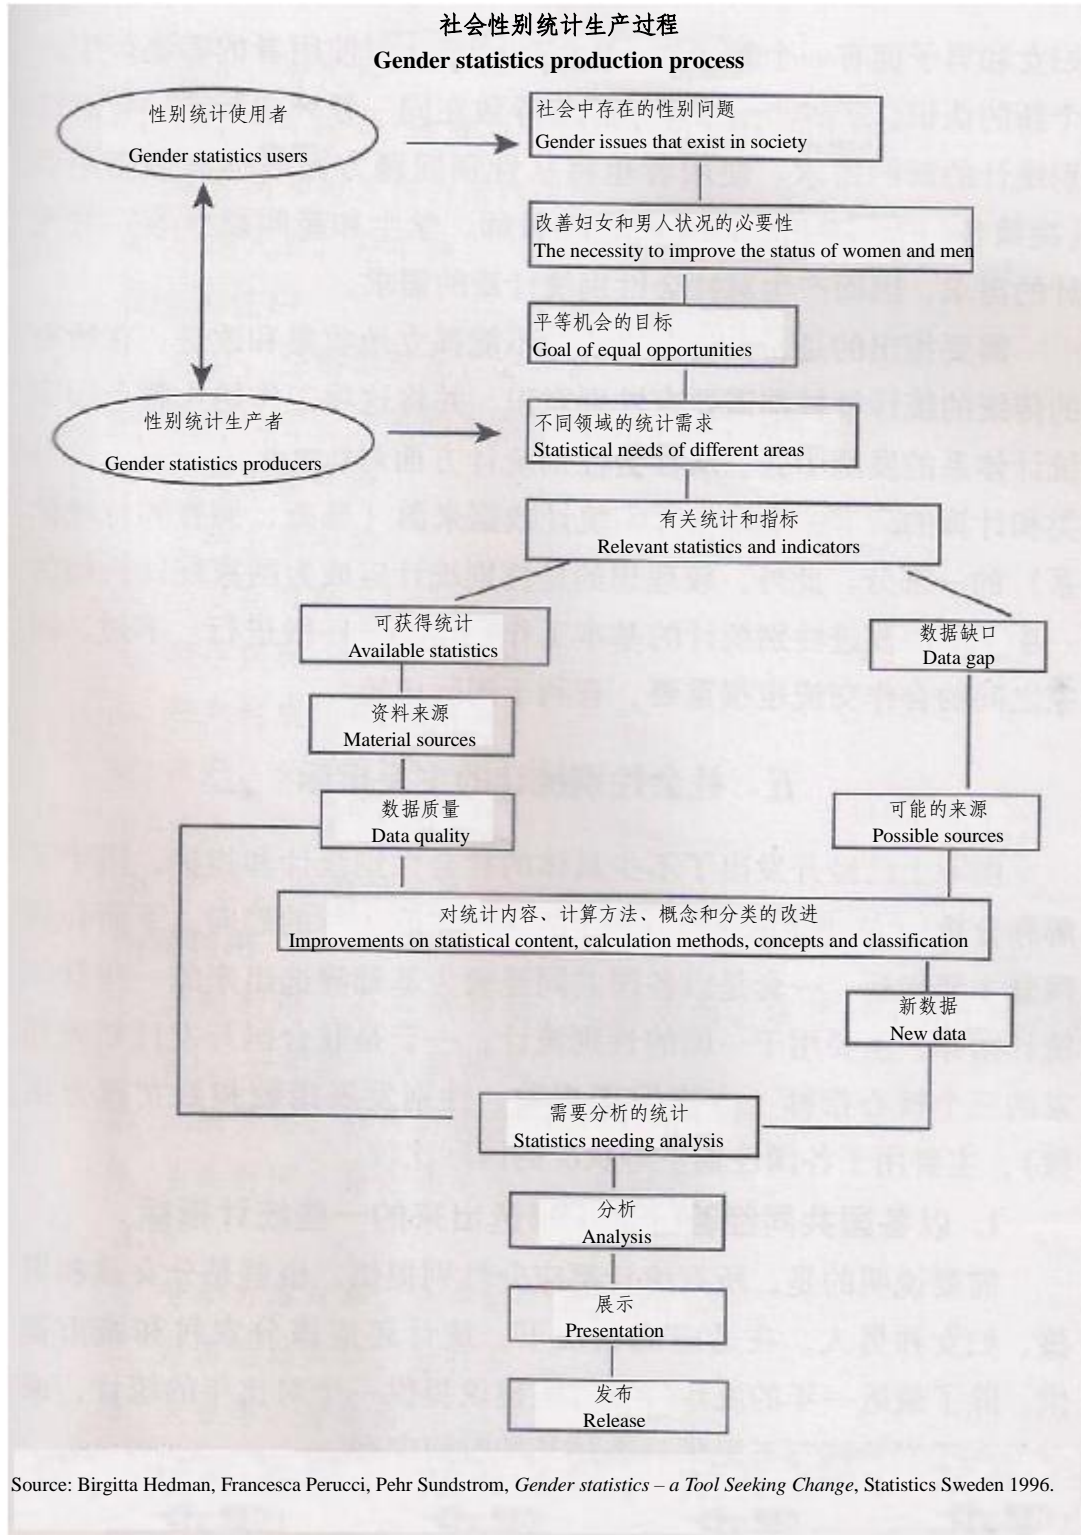 社会性别统计生产过程
Gender statistics production process
性别统计使用者
Gender statistics users
社会中存在的性别问题
Gender issues that exist in society
改善妇女和男人状况的必要性
The necessity to improve the status of women and men
平等机会的目标
Goal of equal opportunities
性别统计生产者
Gender statistics producers
不同领域的统计需求
Statistical needs of different areas
有关统计和指标
Relevant statistics and indicators
可获得统计
Available statistics
数据缺口
Data gap
资料来源
Material sources
数据质量
Data quality
可能的来源
Possible sources
对统计内容、计算方法、概念和分类的改进
Improvements on statistical content, calculation methods, concepts and classification
新数据
New data
需要分析的统计
Statistics needing analysis
分析
Analysis
展示
Presentation
发布
Release
Source: Birgitta Hedman, Francesca Perucci, Pehr Sundstrom, Gender statistics – a Tool Seeking Change, Statistics Sweden 1996.